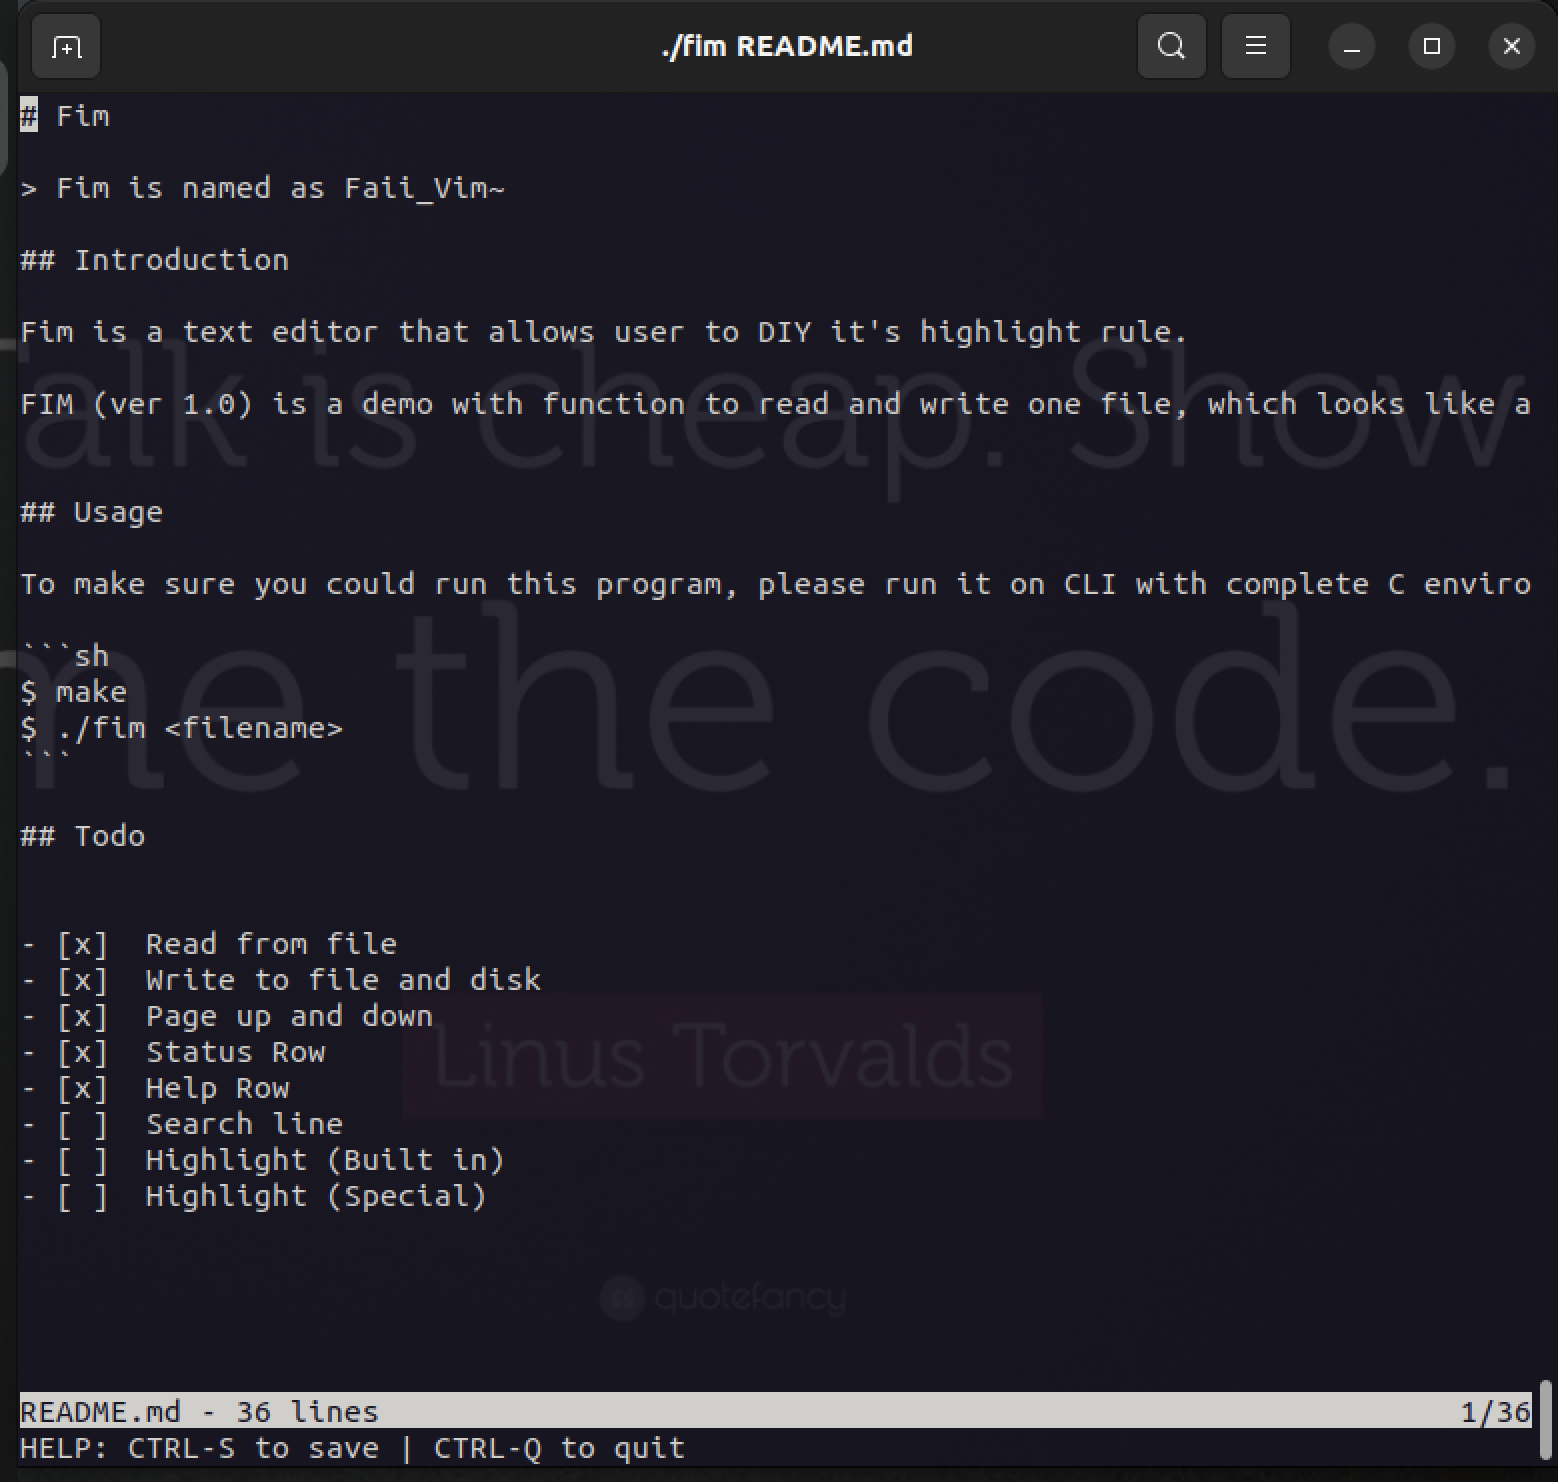 ./fim README.md
# Fim
> Fim is named as Faii_Vim~
## Introduction
Fim is a text editor that allows user to DIY it's highlight rule.
FIM (ver 1.0) is a demo with function to read and write one file, which looks like a
## Usage
To make sure you could run this program, please run it on CLI with complete C enviro
```sh
$ make
$ ./fim <filename>
```
## Todo
- [x]  Read from file
- [x]  Write to file and disk
- [x]  Page up and down
- [x]  Status Row
- [x]  Help Row
- [ ]  Search line
- [ ]  Highlight (Built in)
- [ ]  Highlight (Special)
README.md - 36 lines 1/36
HELP: CTRL-S to save | CTRL-Q to quit
Talk is cheap. Show
me the code.
Linus Torvalds
quotefancy